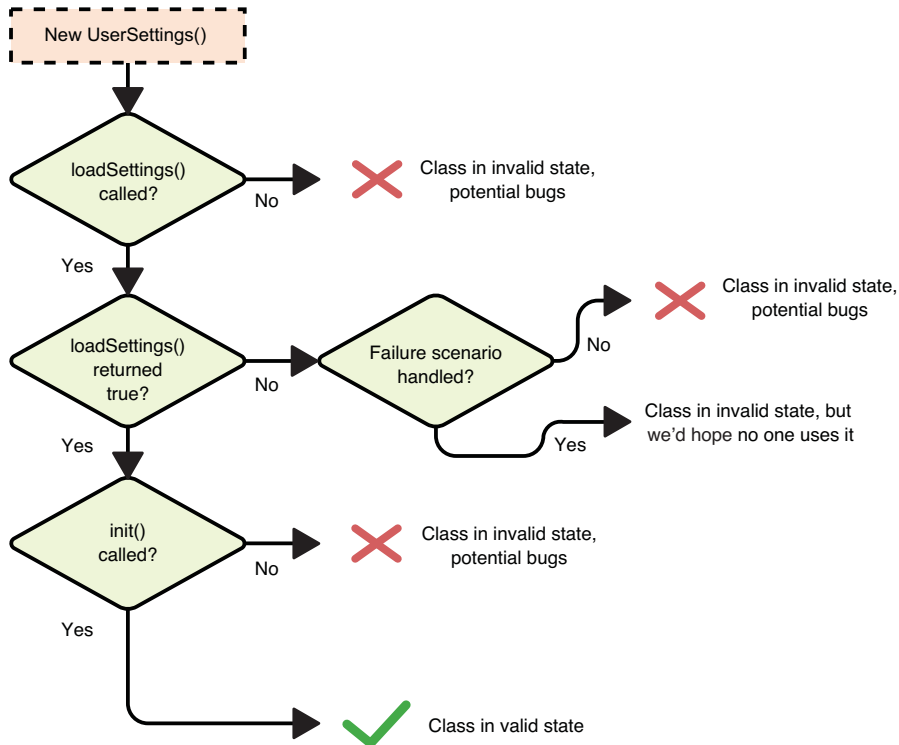 New UserSettings()
loadSettings()
called?
No
Class in invalid state,
potential bugs
Yes
loadSettings()
returned
true?
No
Failure scenario
handled?
No
Class in invalid state,
potential bugs
Yes
Class in invalid state, but
we'd hope no one uses it
Yes
init()
called?
No
Class in invalid state,
potential bugs
Yes
Class in valid state